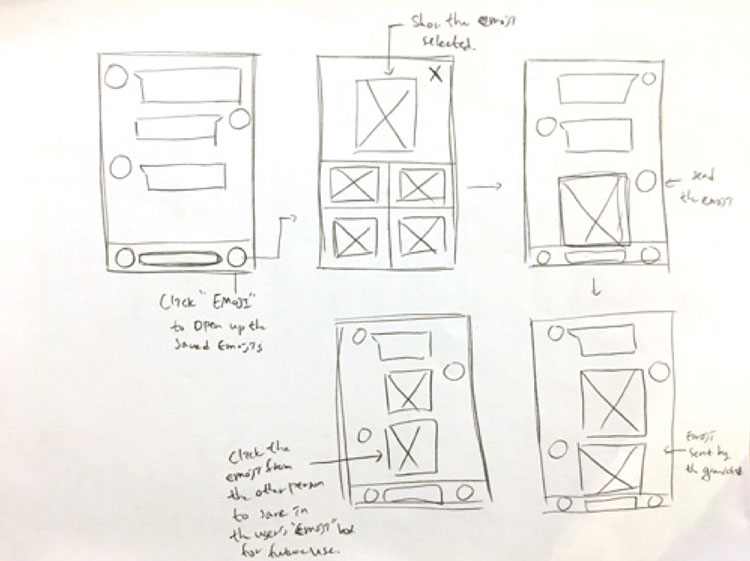 Show the emoji
selected.
send
the emoji
Click "EMOJI"
to open up the
saved EMOJIs
Click the
emoji from
the other person
to save in
the user's "EMOJI" box
for future use.
Emoji
sent by
the